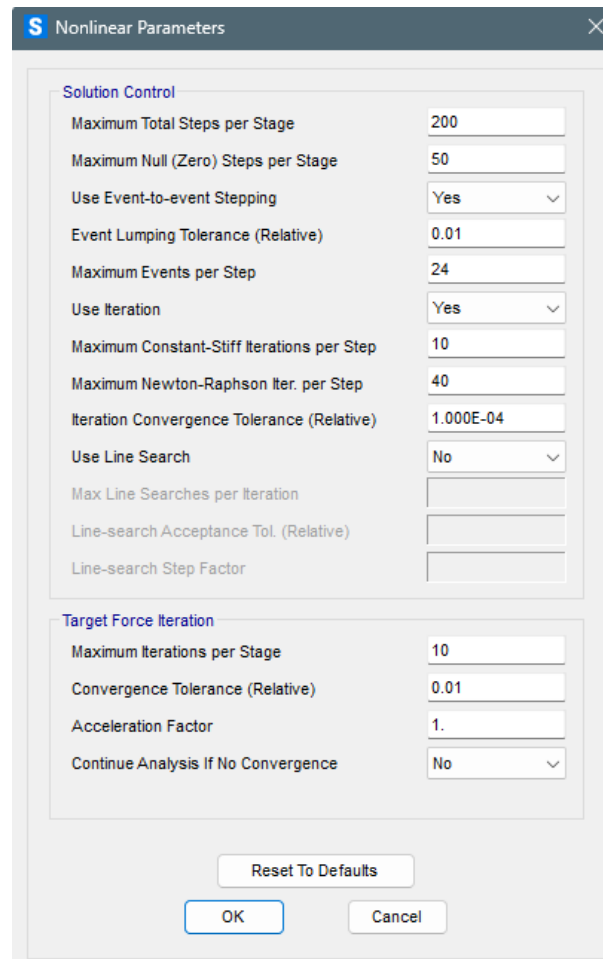 S Nonlinear Parameters
Solution Control
Maximum Total Steps per Stage 200
Maximum Null (Zero) Steps per Stage 50
Use Event-to-event Stepping Yes
Event Lumping Tolerance (Relative) 0.01
Maximum Events per Step 24
Use Iteration Yes
Maximum Constant-Stiff Iterations per Step 10
Maximum Newton-Raphson Iter. per Step 40
Iteration Convergence Tolerance (Relative) 1.000E-04
Use Line Search No
Max Line Searches per Iteration
Line-search Acceptance Tol. (Relative)
Line-search Step Factor
Target Force Iteration
Maximum Iterations per Stage 10
Convergence Tolerance (Relative) 0.01
Acceleration Factor 1.
Continue Analysis If No Convergence No
Reset To Defaults
OK Cancel